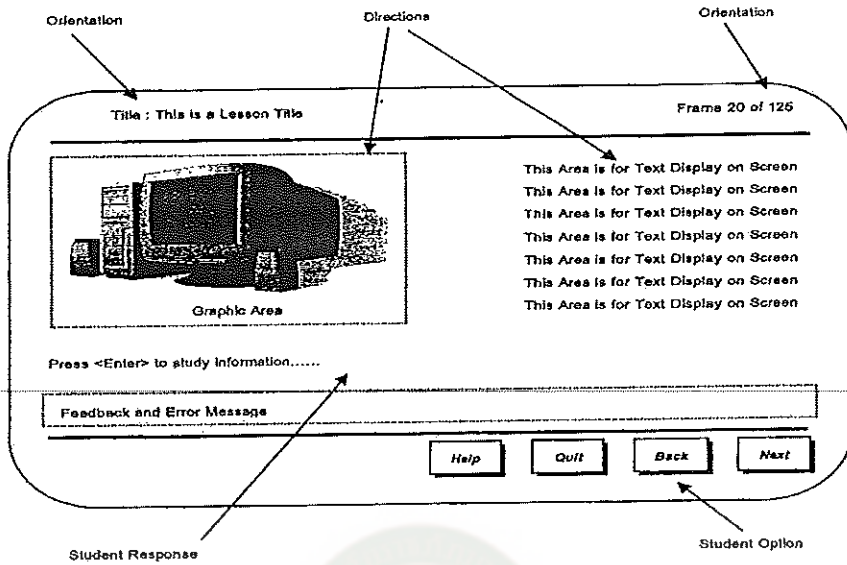 Orientation
Directions
Orientation
Title : This is a Lesson Title
Frame 20 of 125
This Area is for Text Display on Screen
This Area is for Text Display on Screen
This Area is for Text Display on Screen
This Area is for Text Display on Screen
This Area is for Text Display on Screen
This Area is for Text Display on Screen
This Area is for Text Display on Screen
Graphic Area
Press <Enter> to study information......
Feedback and Error Message
Help
Quit
Back
Next
Student Response
Student Option